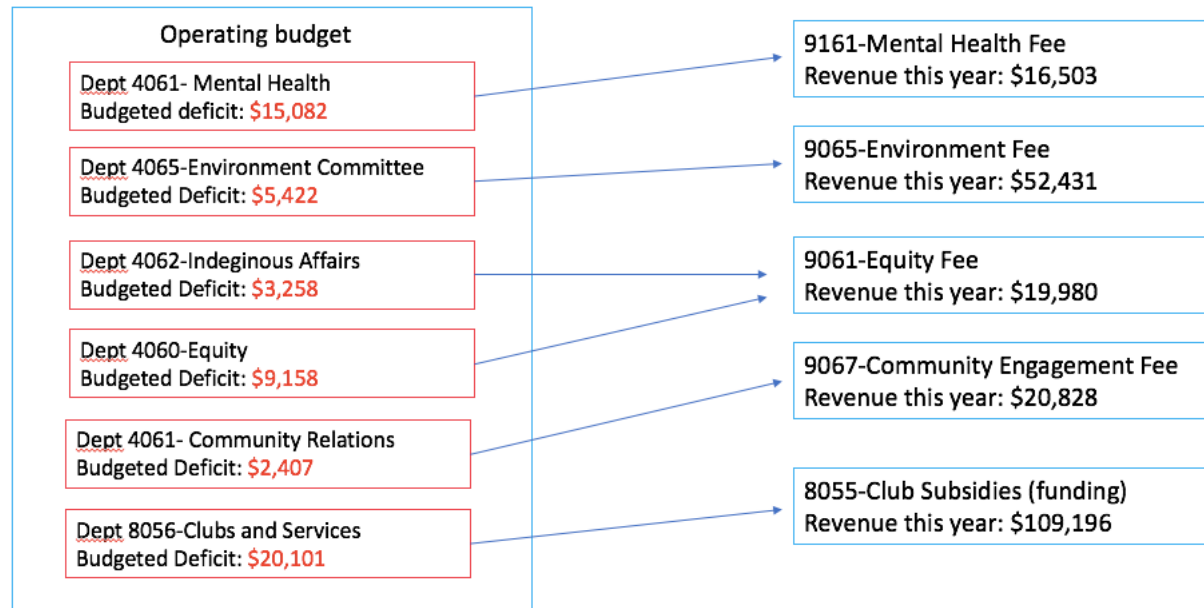 Operating budget
Dept 4061- Mental Health
Budgeted deficit: $15,082
Dept 4065-Environment Committee
Budgeted Deficit: $5,422
Dept 4062-Indeginous Affairs
Budgeted Deficit: $3,258
Dept 4060-Equity
Budgeted Deficit: $9,158
Dept 4061- Community Relations
Budgeted Deficit: $2,407
Dept 8056-Clubs and Services
Budgeted Deficit: $20,101
9161-Mental Health Fee
Revenue this year: $16,503
9065-Environment Fee
Revenue this year: $52,431
9061-Equity Fee
Revenue this year: $19,980
9067-Community Engagement Fee
Revenue this year: $20,828
8055-Club Subsidies (funding)
Revenue this year: $109,196